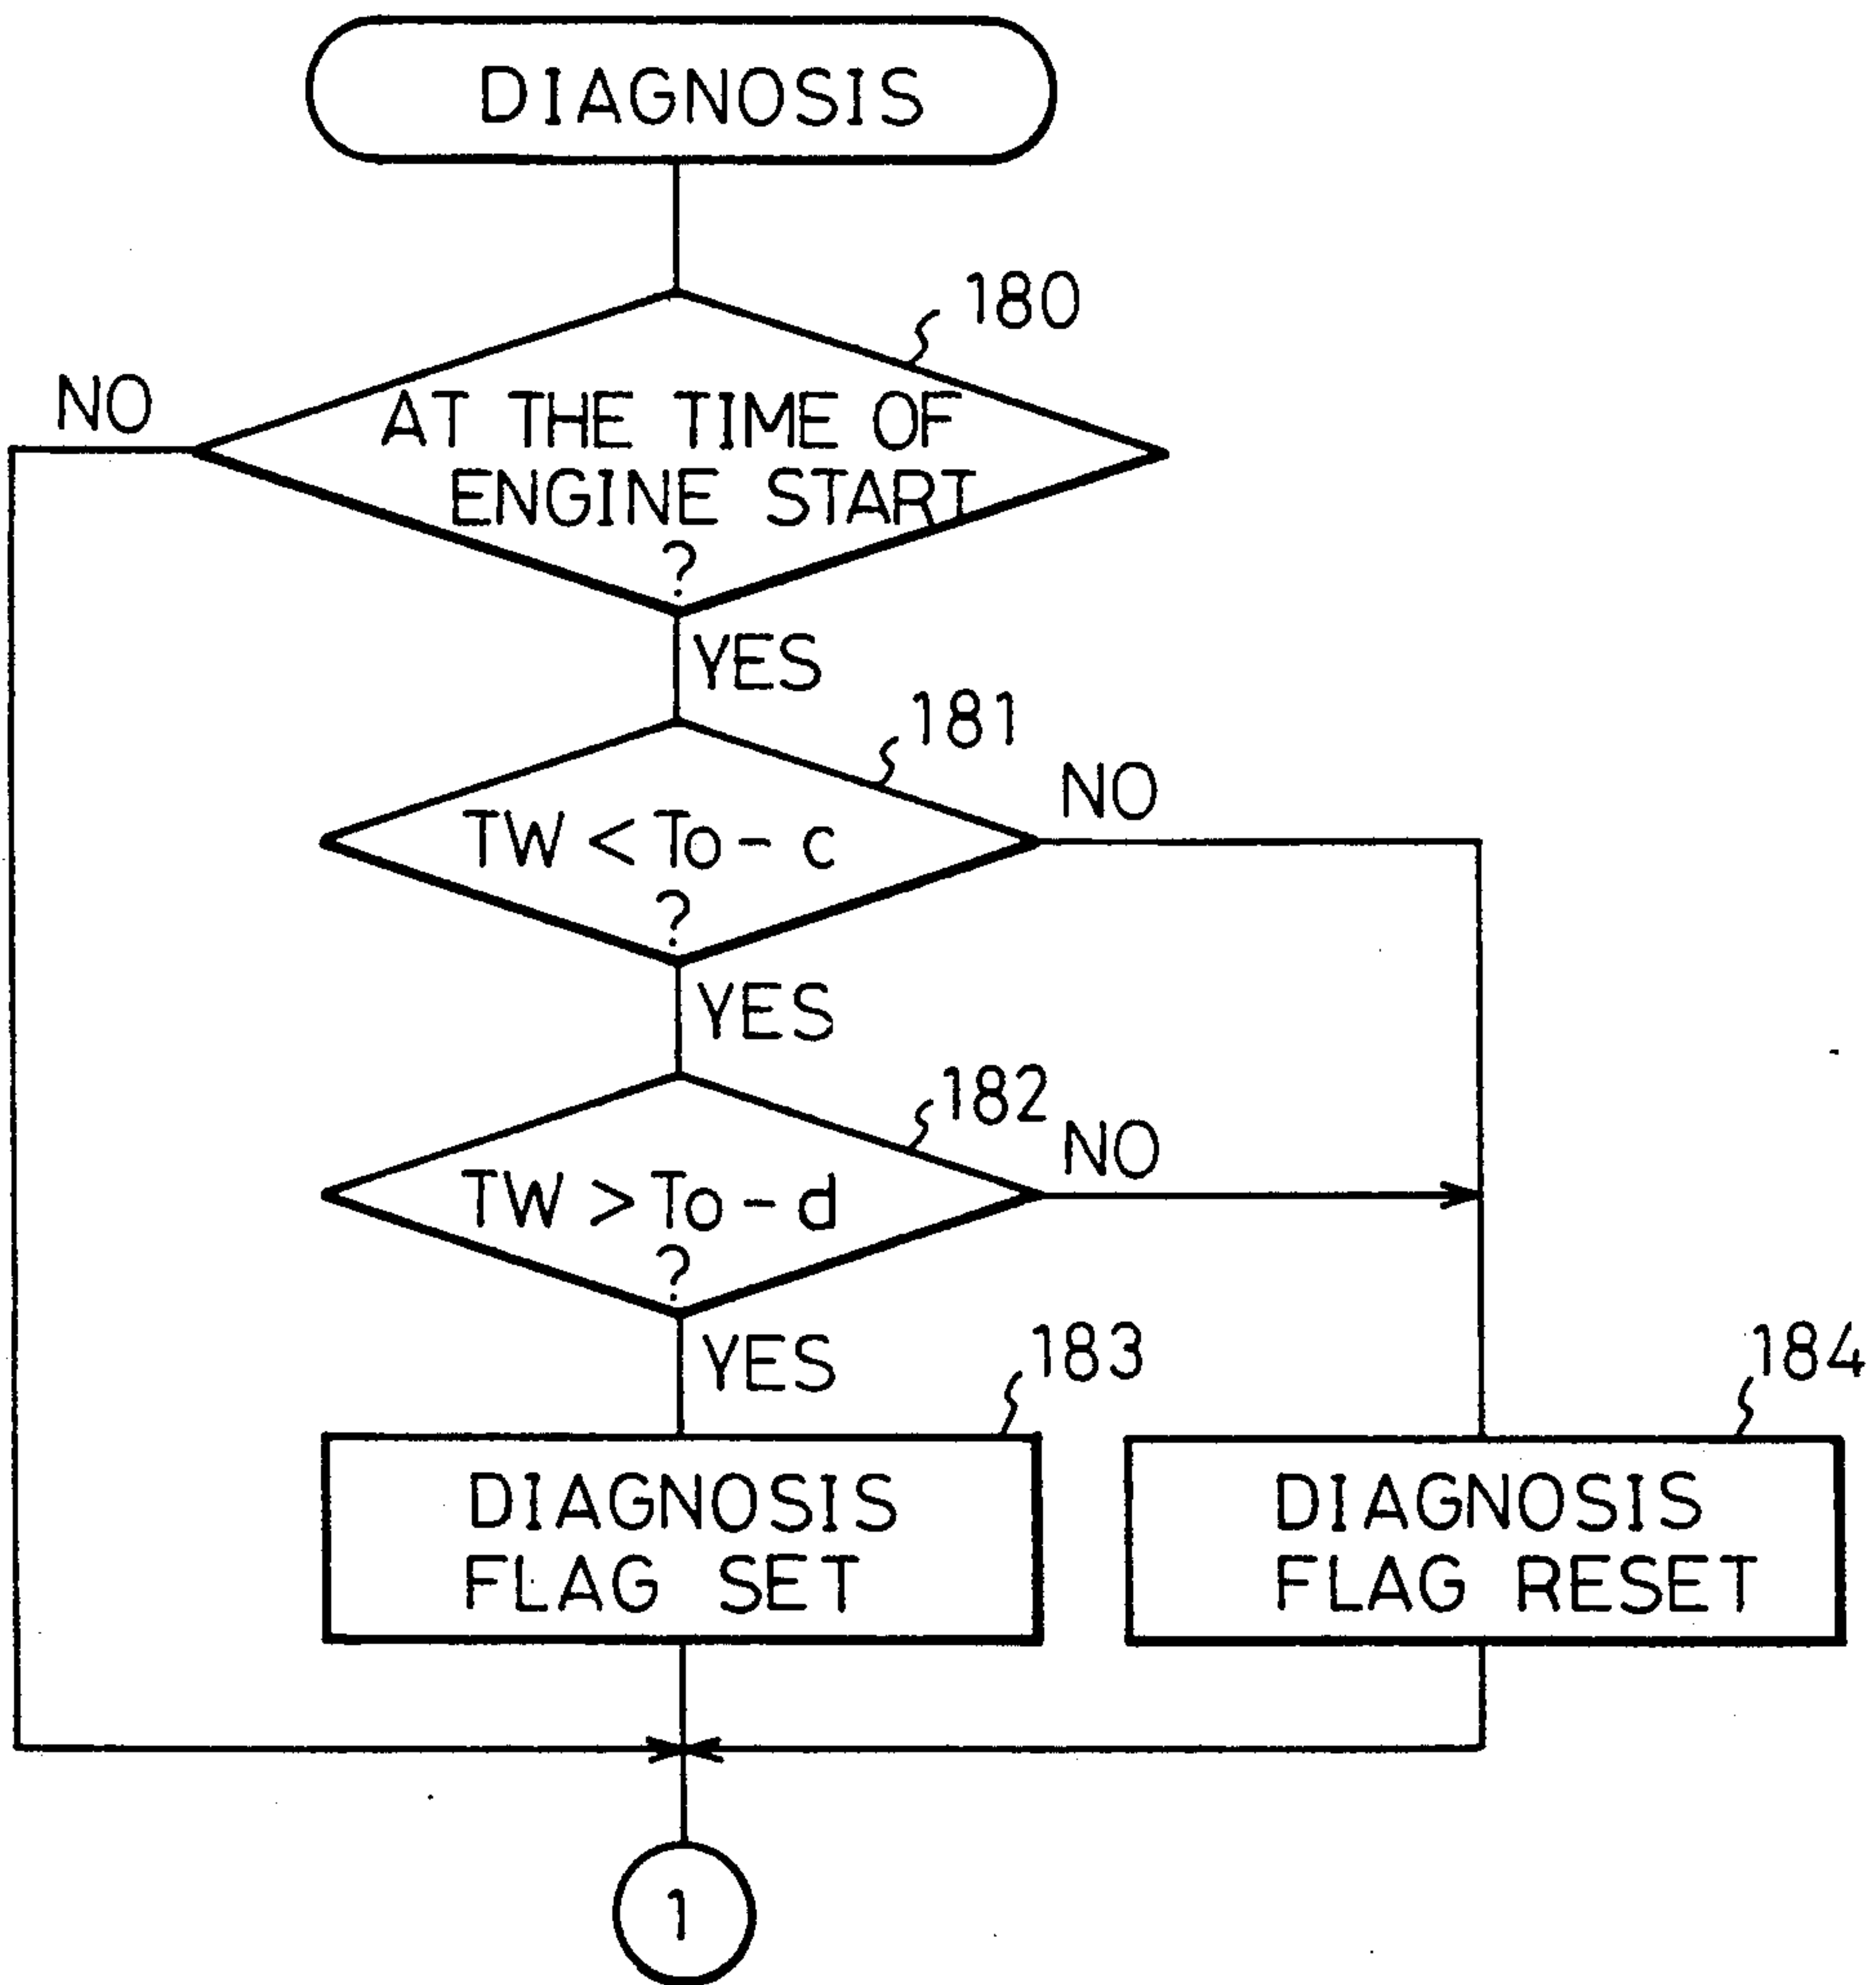 DIAGNOSIS
180
NO
AT THE TIME OF
ENGINE START
?
YES
181
NO
TW < To - c
?
YES
182
NO
TW > To - d
?
YES
183
184
DIAGNOSIS
FLAG SET
DIAGNOSIS
FLAG RESET
1